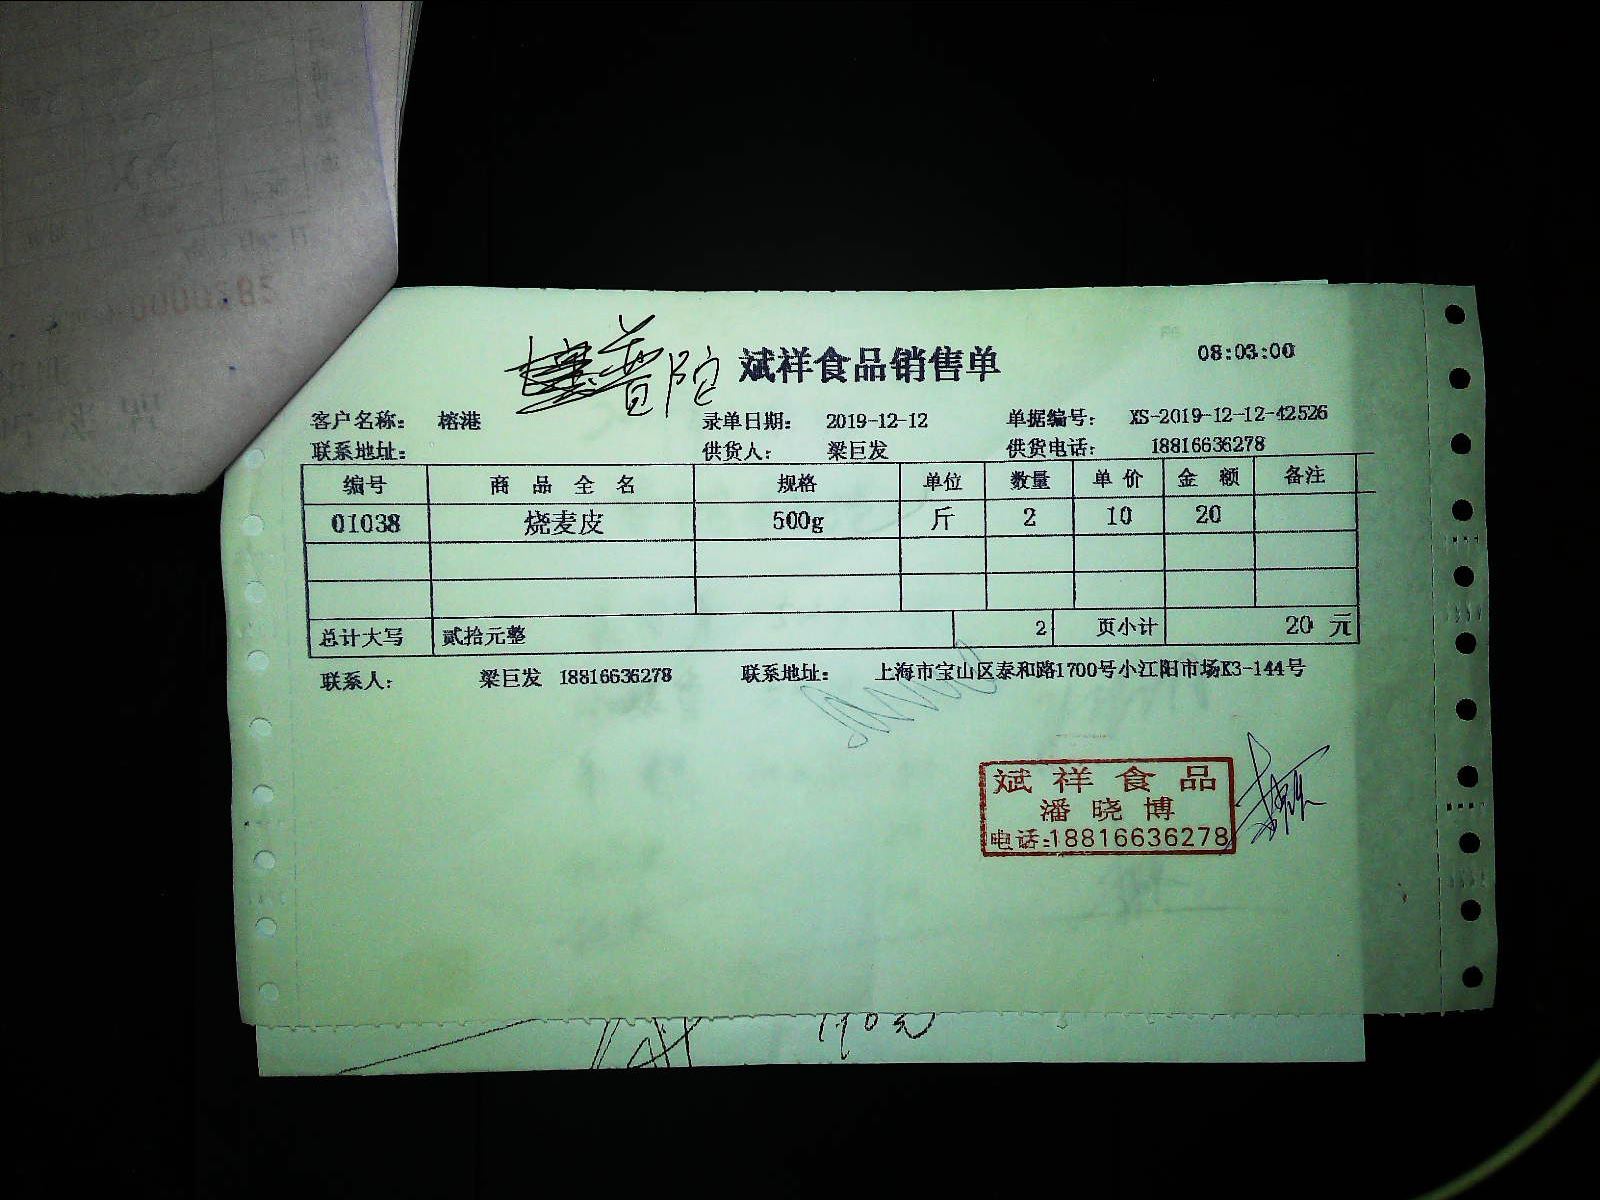 普陀 斌祥食品销售单 08:03:00
客户名称: 榕港 录单日期: 2019-12-12 单据编号: XS-2019-12-12-42526
联系地址: 供货人: 梁巨发 供货电话: 18816636278
编号 商品全名 规格 单位 数量 单价 金额 备注
01038 烧麦皮 500g 斤 2 10 20
总计大写 贰拾元整 2 页小计 20 元
联系人: 梁巨发 18816636278 联系地址: 上海市宝山区泰和路1700号小江阳市场K3-144号
斌祥食品
潘晓博
电话:18816636278